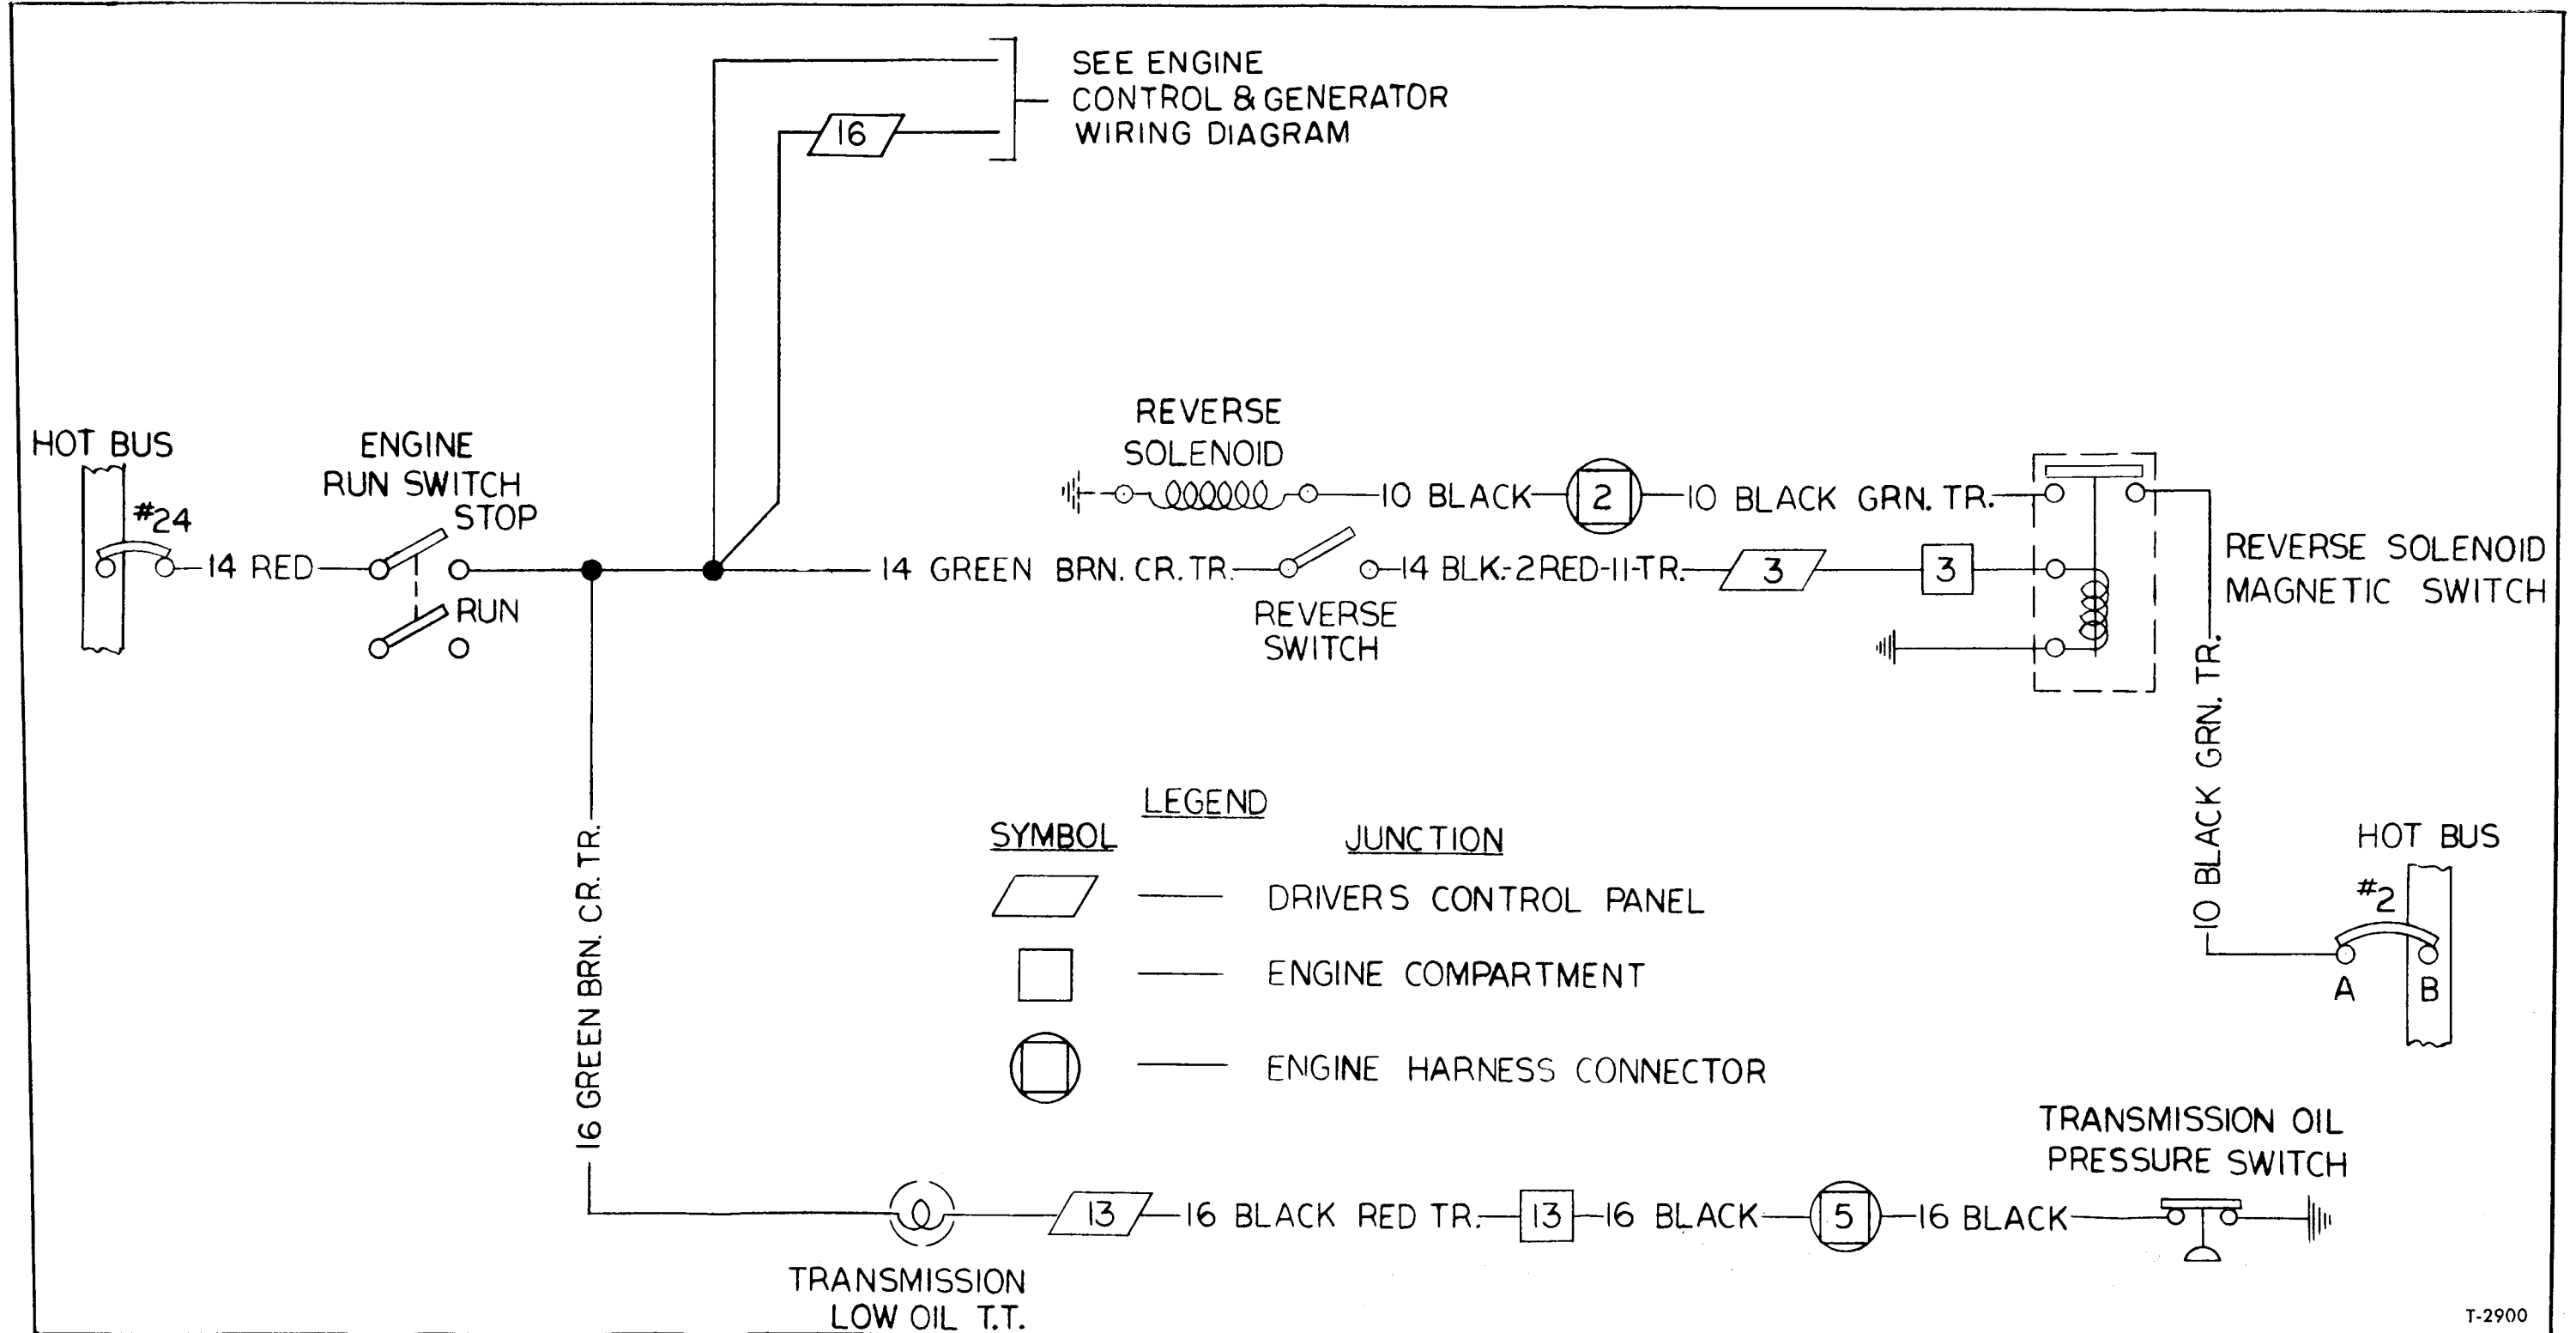 SEE ENGINE
CONTROL & GENERATOR
WIRING DIAGRAM
16
HOT BUS
#24
14 RED
ENGINE
RUN SWITCH
STOP
RUN
REVERSE
SOLENOID
10 BLACK
2
10 BLACK GRN. TR.
14 GREEN BRN. CR. TR.
REVERSE
SWITCH
14 BLK.-2RED-11-TR.
3
3
REVERSE SOLENOID
MAGNETIC SWITCH
10 BLACK GRN. TR.
HOT BUS
#2
A
B
16 GREEN BRN. CR. TR.
LEGEND
SYMBOL
JUNCTION
DRIVERS CONTROL PANEL
ENGINE COMPARTMENT
ENGINE HARNESS CONNECTOR
TRANSMISSION OIL
PRESSURE SWITCH
13
16 BLACK RED TR.
13
16 BLACK
5
16 BLACK
TRANSMISSION
LOW OIL T.T.
T-2900